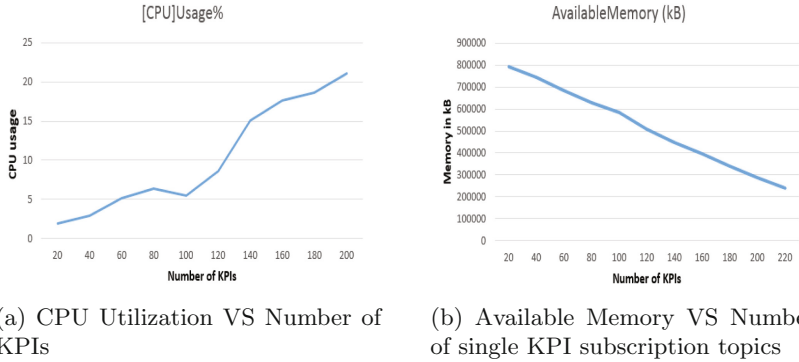 [CPU]Usage%
25
20
15
10
5
0
CPU usage
20 40 60 80 100 120 140 160 180 200
Number of KPIs
(a) CPU Utilization VS Number of
KPIs
AvailableMemory (kB)
900000
800000
700000
600000
500000
400000
300000
200000
100000
0
Memory in kB
20 40 60 80 100 120 140 160 180 200 220
Number of KPIs
(b) Available Memory VS Numbe
of single KPI subscription topics